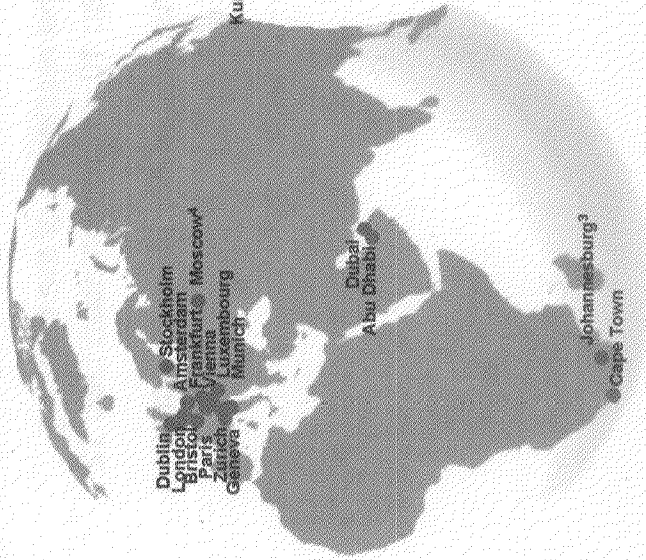 Ku
Stockholm
Amsterdam
Frankfurt
Moscow⁴
Vienna
Luxembourg
Munich
Dublin
London
Bristol
Paris
Zurich
Geneva
Dubai
Abu Dhabi
Johannesburg³
Cape Town